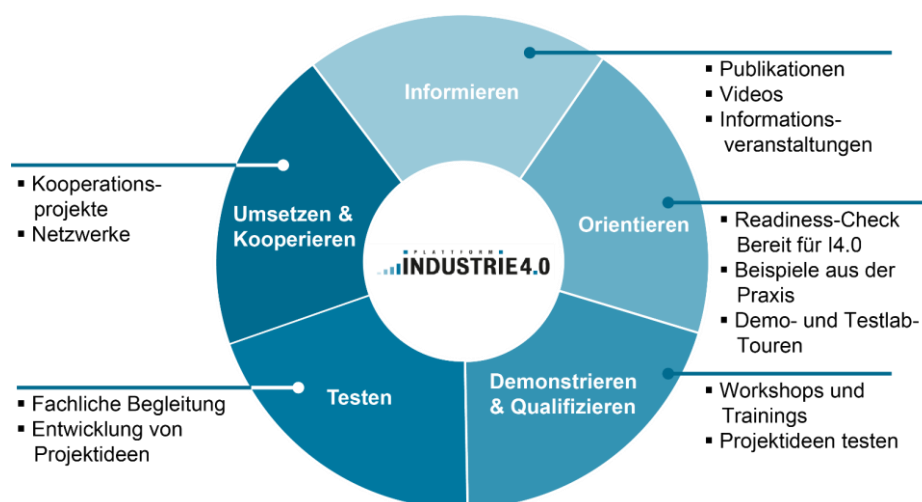 Informieren
▪ Publikationen
▪ Videos
▪ Informations-
veranstaltungen
Orientieren
▪ Readiness-Check
Bereit für I4.0
▪ Beispiele aus der
Praxis
▪ Demo- und Testlab-
Touren
Demonstrieren
& Qualifizieren
▪ Workshops und
Trainings
▪ Projektideen testen
Testen
▪ Fachliche Begleitung
▪ Entwicklung von
Projektideen
Umsetzen &
Kooperieren
▪ Kooperations-
projekte
▪ Netzwerke
PLATTFORM
INDUSTRIE4.0